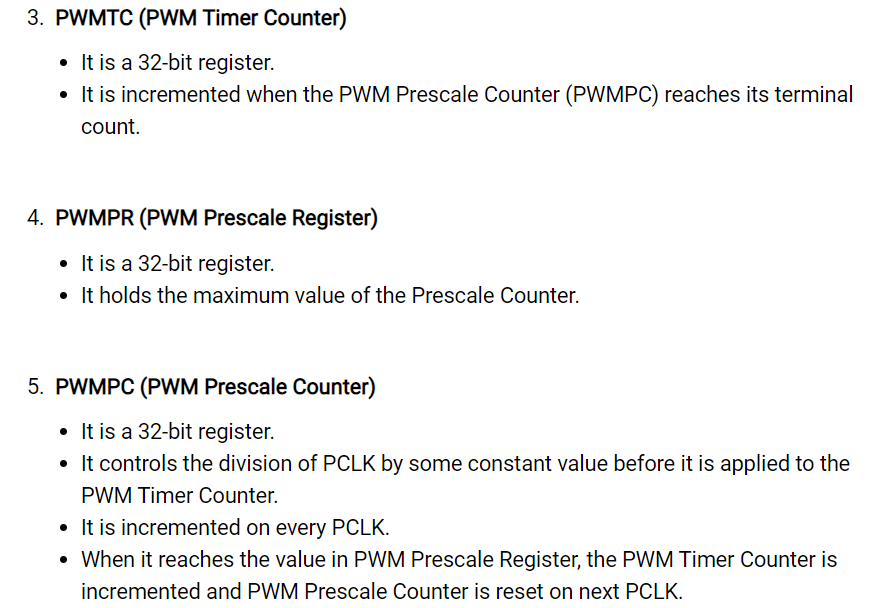 3. PWMTC (PWM Timer Counter)
• It is a 32-bit register.
• It is incremented when the PWM Prescale Counter (PWMPC) reaches its terminal
count.
4. PWMPR (PWM Prescale Register)
• It is a 32-bit register.
• It holds the maximum value of the Prescale Counter.
5. PWMPC (PWM Prescale Counter)
• It is a 32-bit register.
• It controls the division of PCLK by some constant value before it is applied to the
PWM Timer Counter.
• It is incremented on every PCLK.
• When it reaches the value in PWM Prescale Register, the PWM Timer Counter is
incremented and PWM Prescale Counter is reset on next PCLK.